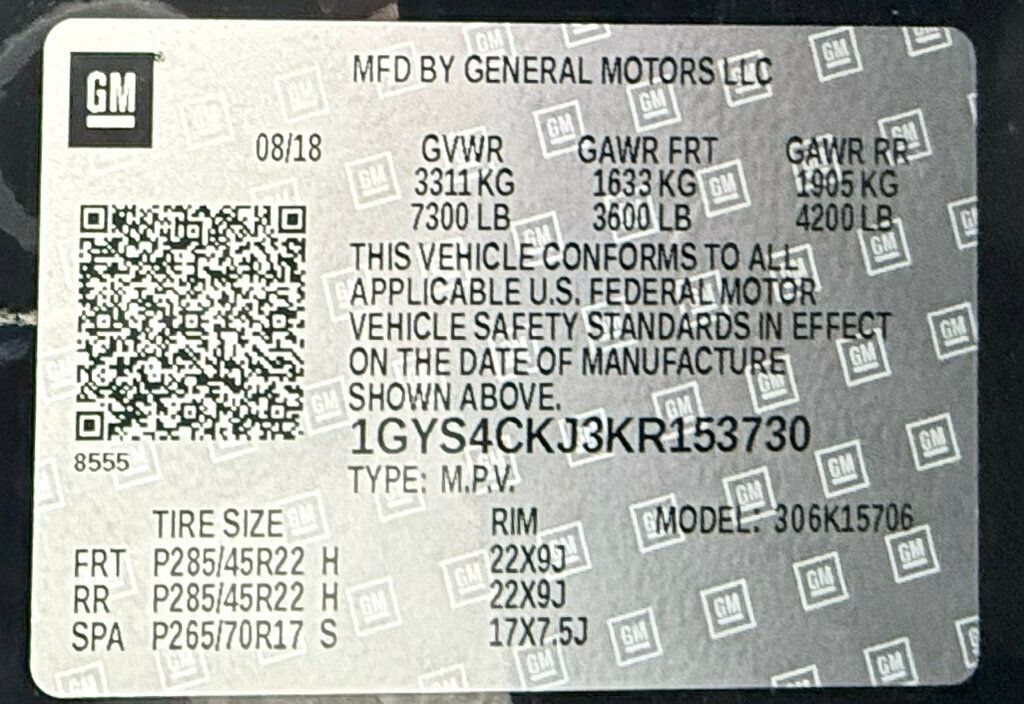 GM
MFD BY GENERAL MOTORS LLC
08/18 GVWR GAWR FRT GAWR RR
3311 KG 1633 KG 1905 KG
7300 LB 3600 LB 4200 LB
THIS VEHICLE CONFORMS TO ALL
APPLICABLE U.S. FEDERAL MOTOR
VEHICLE SAFETY STANDARDS IN EFFECT
ON THE DATE OF MANUFACTURE
SHOWN ABOVE.
1GYS4CKJ3KR153730
8555
TYPE: M.P.V.
TIRE SIZE RIM MODEL: 306K15706
FRT P285/45R22 H 22X9J
RR P285/45R22 H 22X9J
SPA P265/70R17 S 17X7.5J